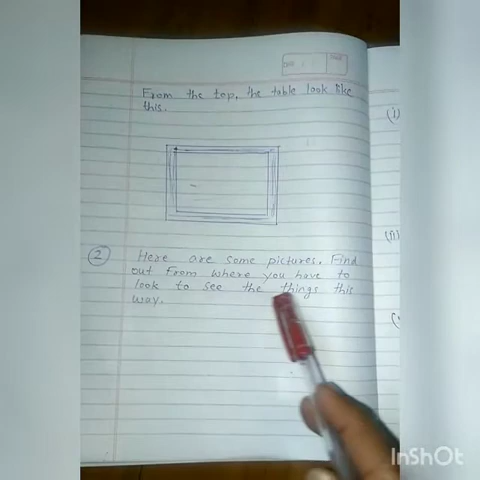 From the top, the table look like
this.
② Here are some pictures. Find
out from where you have to
look to see the things this
way.
(i)
(ii)
InShOt